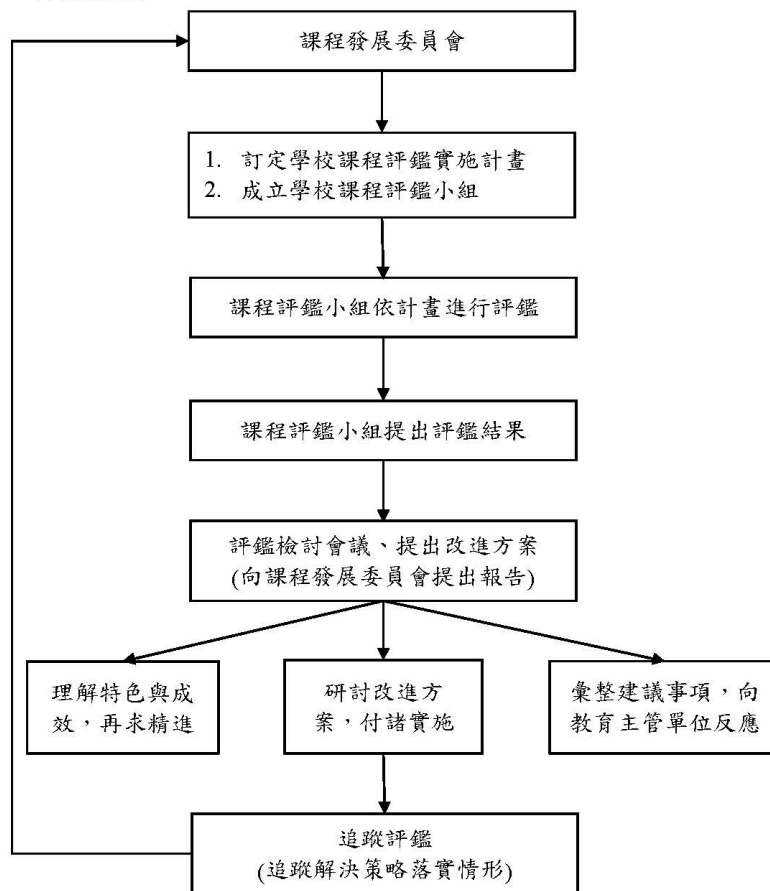 課程發展委員會
1. 訂定學校課程評鑑實施計畫
2. 成立學校課程評鑑小組
課程評鑑小組依計畫進行評鑑
課程評鑑小組提出評鑑結果
評鑑檢討會議、提出改進方案
(向課程發展委員會提出報告)
理解特色與成
效，再求精進
研討改進方
案，付諸實施
彙整建議事項，向
教育主管單位反應
追蹤評鑑
(追蹤解決策略落實情形)